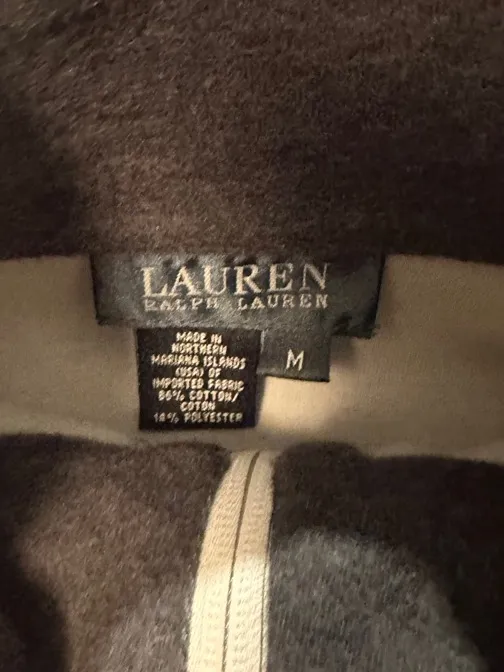 LAUREN
RALPH LAUREN
M
MADE IN
NORTHERN
MARIANA ISLANDS
(USA) OF
IMPORTED FABRIC
86% COTTON/
COTON
14% POLYESTER